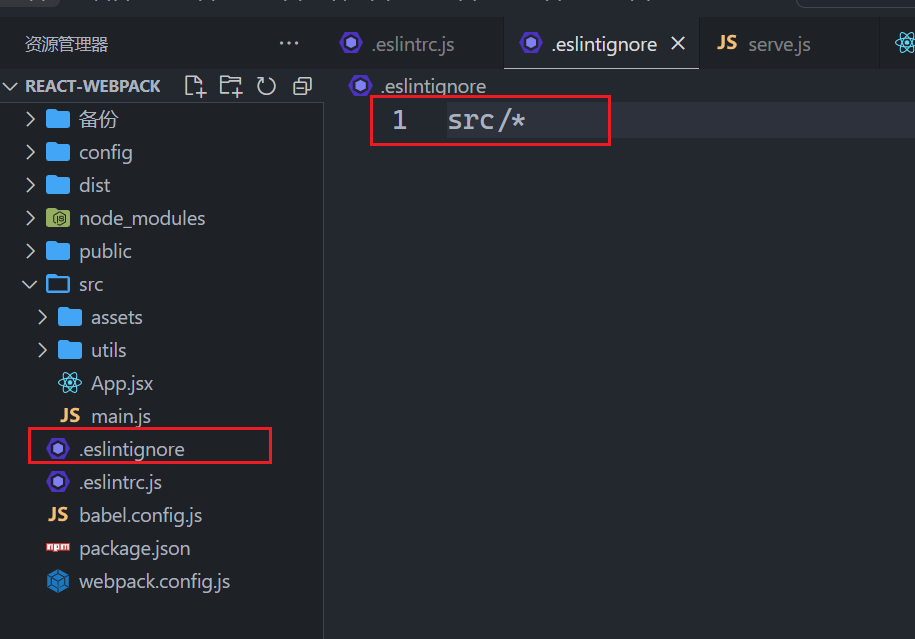 资源管理器
.eslintrc.js
.eslintignore
serve.js
REACT-WEBPACK
.eslintignore
1 src/*
备份
config
dist
node_modules
public
src
assets
utils
App.jsx
JS main.js
.eslintignore
.eslintrc.js
JS babel.config.js
npm package.json
webpack.config.js